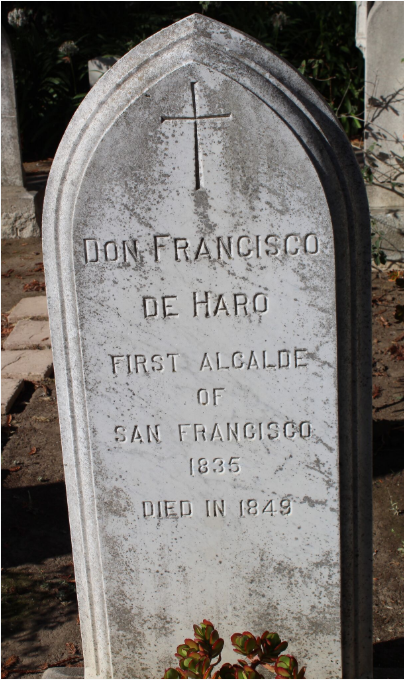 DON FRANCISCO
DE HARO
FIRST ALCALDE
OF
SAN FRANCISCO
1835
DIED IN 1849